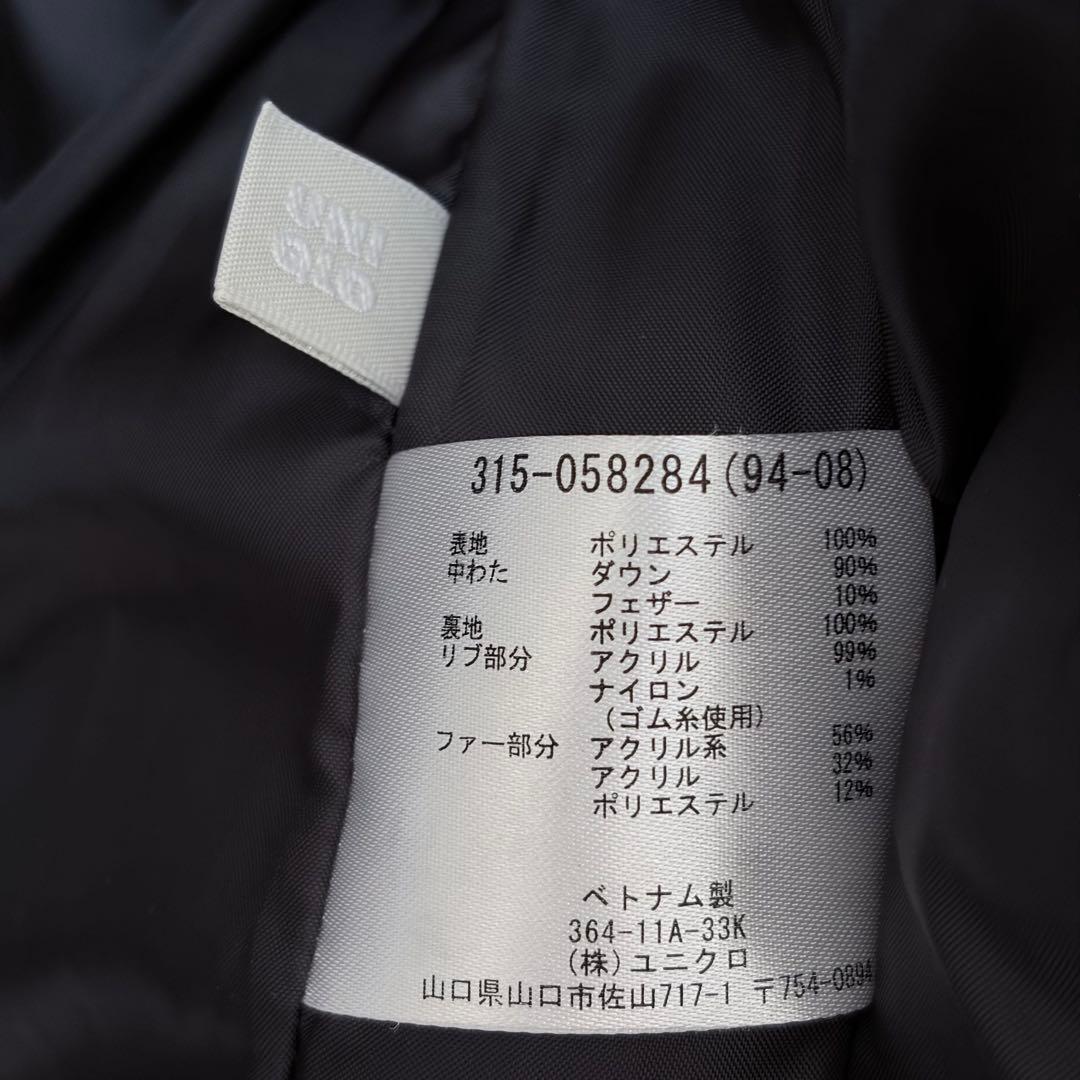 UNI
QLO
315-058284(94-08)
表地 ポリエステル 100%
中わた ダウン 90%
フェザー 10%
裏地 ポリエステル 100%
リブ部分 アクリル 99%
ナイロン 1%
(ゴム糸使用)
ファー部分 アクリル系 56%
アクリル 32%
ポリエステル 12%
ベトナム製
364-11A-33K
(株)ユニクロ
山口県山口市佐山717-1 〒754-0894